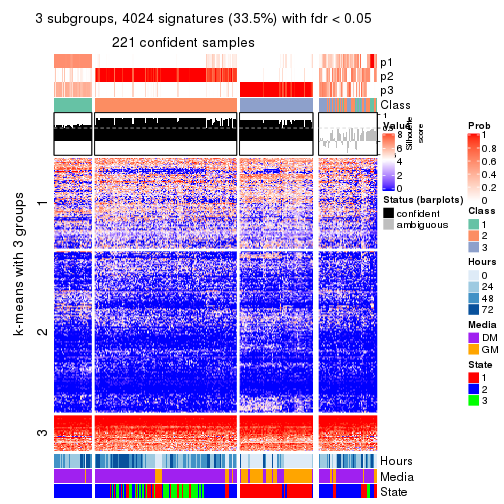 3 subgroups, 4024 signatures (33.5%) with fdr < 0.05
221 confident samples
p1
p2
p3
Class
1
0.5
0
Silhouette
score
k-means with 3 groups
1
2
3
Hours
Media
State
Value
8
6
4
2
0
Status (barplots)
confident
ambiguous
Prob
1
0.8
0.6
0.4
0.2
0
Class
1
2
3
Hours
0
24
48
72
Media
DM
GM
State
1
2
3